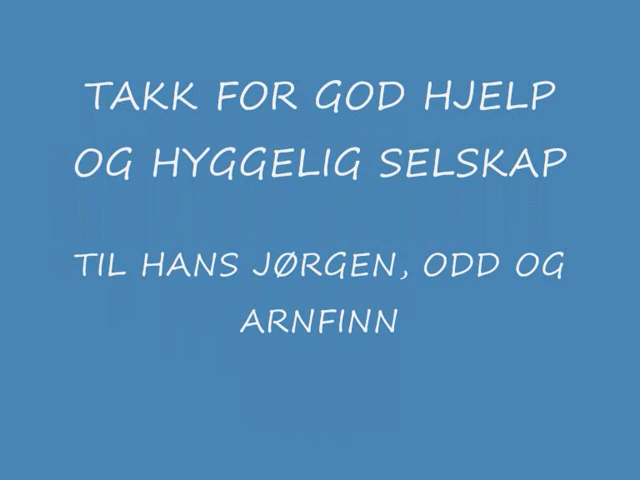 TAKK FOR GOD HJELP
OG HYGGELIG SELSKAP
TIL HANS JØRGEN, ODD OG
ARNFINN